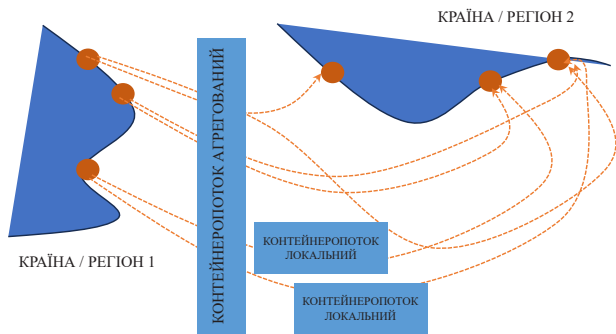 КРАЇНА / РЕГІОН 2
КОНТЕЙНЕРОПОТОК АГРЕГОВАНИЙ
КРАЇНА / РЕГІОН 1
КОНТЕЙНЕРОПОТОК
ЛОКАЛЬНИЙ
КОНТЕЙНЕРОПОТОК
ЛОКАЛЬНИЙ